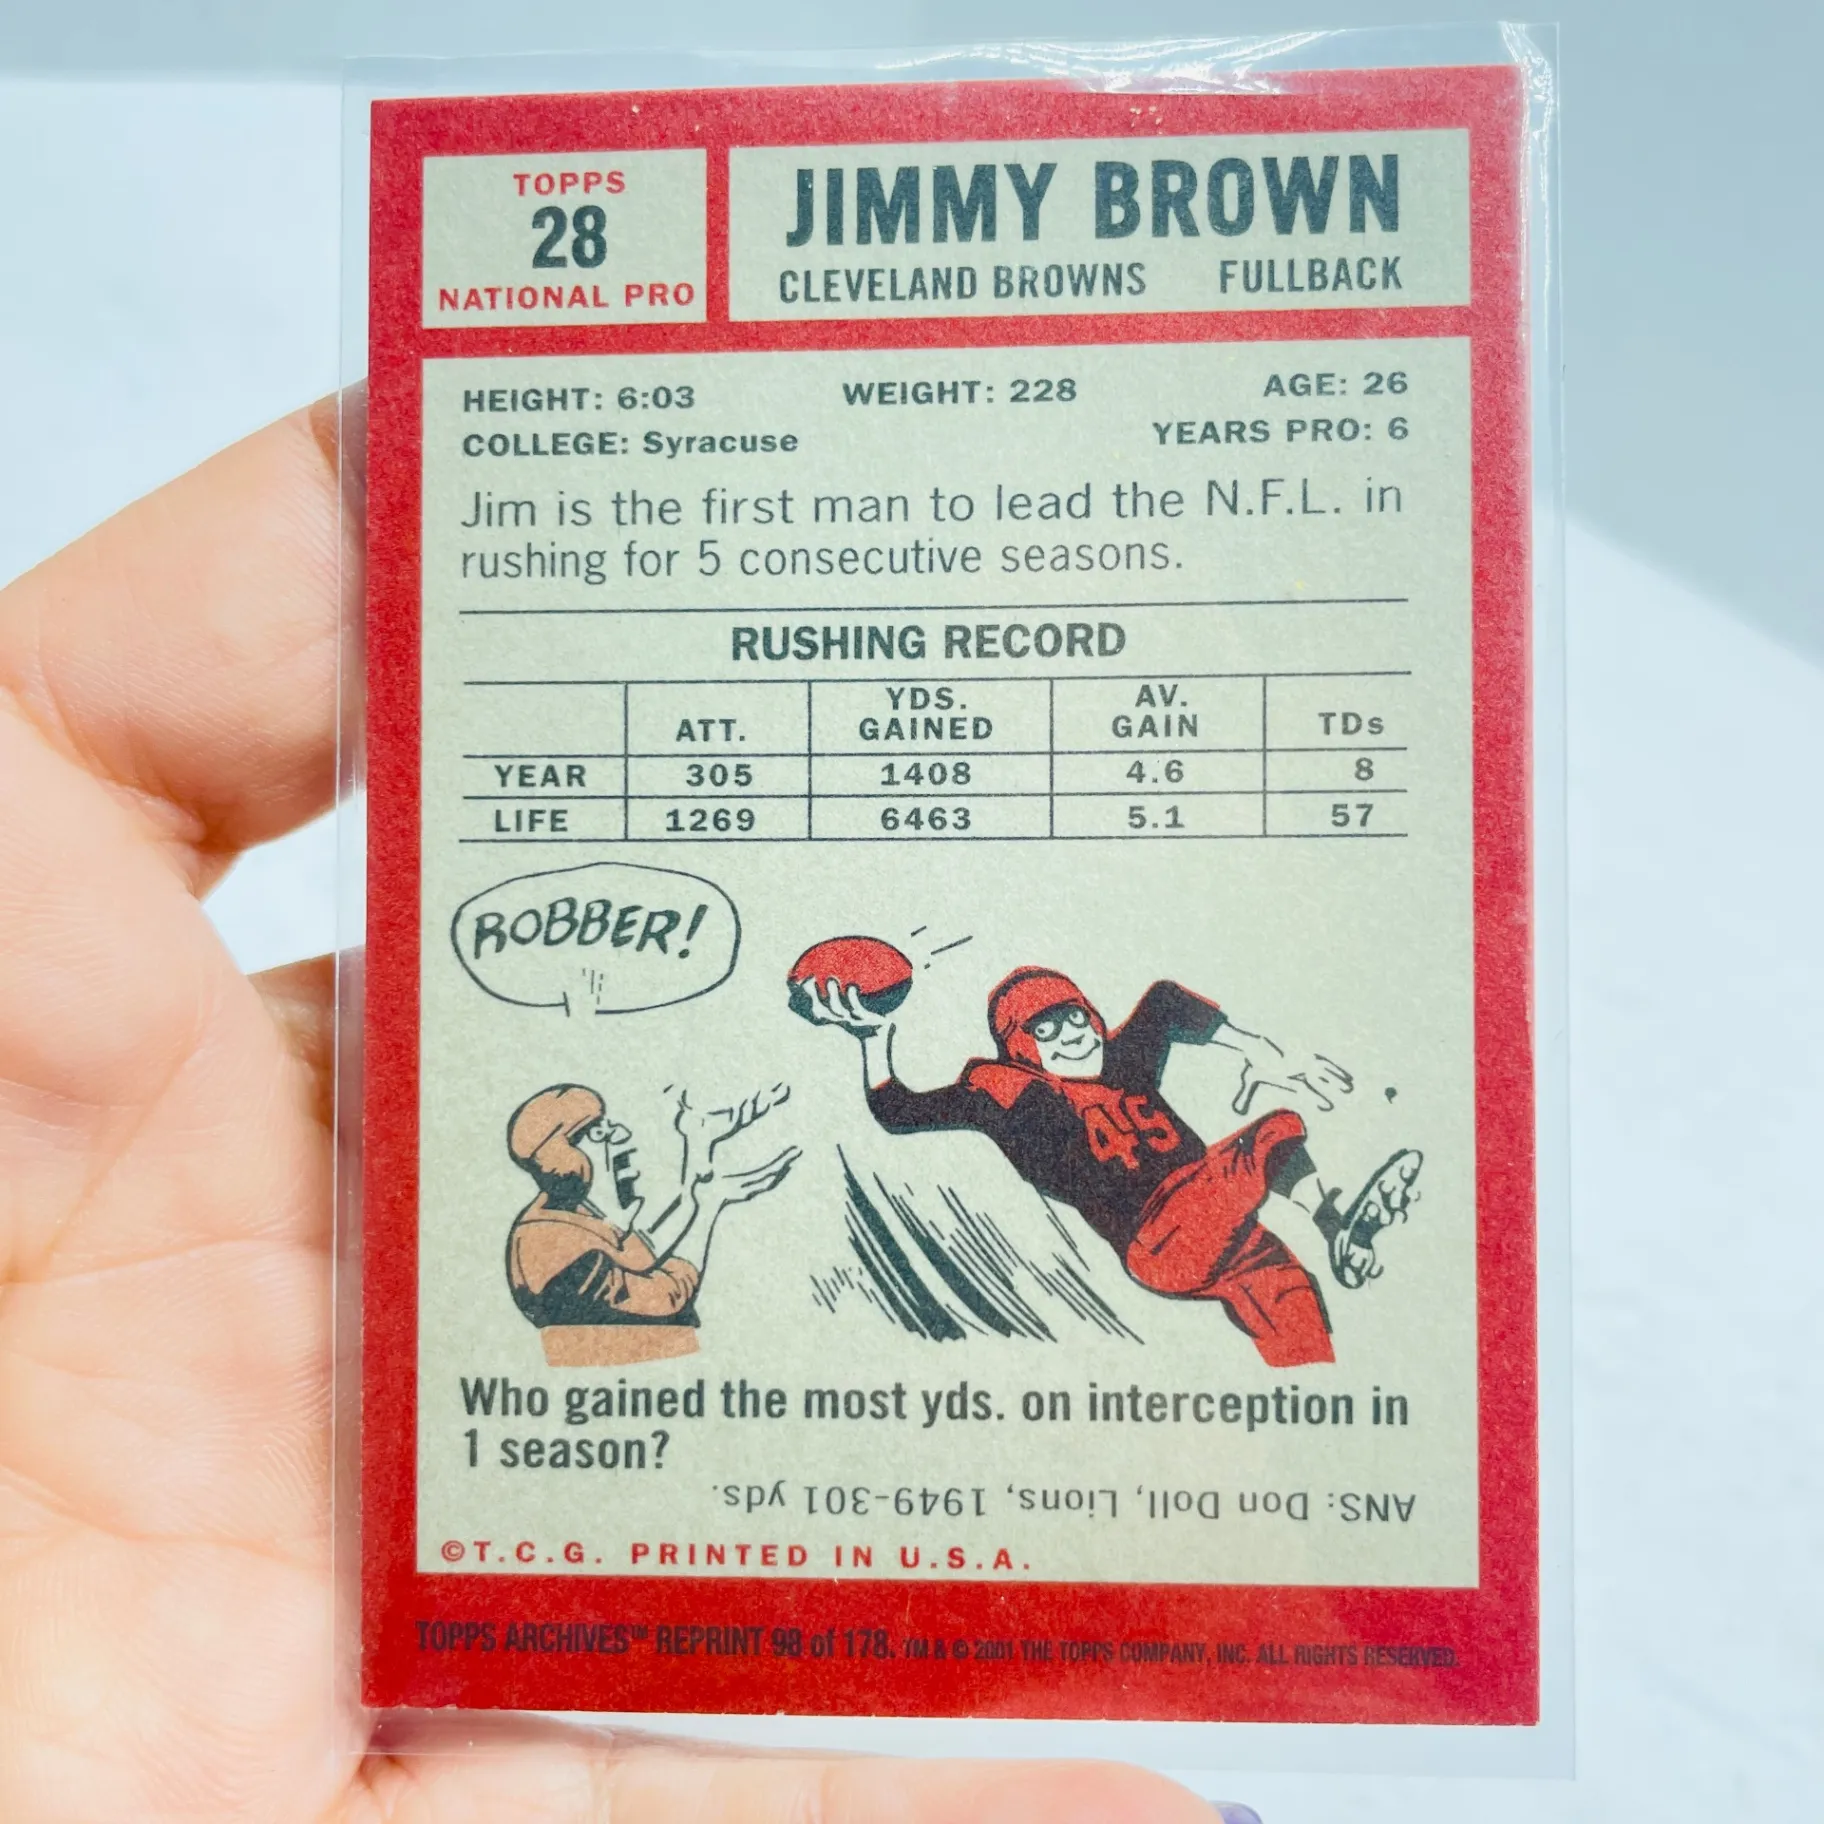 TOPPS
28
NATIONAL PRO
JIMMY BROWN
CLEVELAND BROWNS FULLBACK
HEIGHT: 6:03 WEIGHT: 228 AGE: 26
COLLEGE: Syracuse YEARS PRO: 6
Jim is the first man to lead the N.F.L. in
rushing for 5 consecutive seasons.
RUSHING RECORD
ATT. YDS. GAINED AV. GAIN TDs
YEAR 305 1408 4.6 8
LIFE 1269 6463 5.1 57
ROBBER!
45
Who gained the most yds. on interception in
1 season?
ANS: Don Doll, Lions, 1949-301 yds.
©T.C.G. PRINTED IN U.S.A.
TOPPS ARCHIVES™ REPRINT 98 of 178. TM & © 2001 THE TOPPS COMPANY, INC. ALL RIGHTS RESERVED.